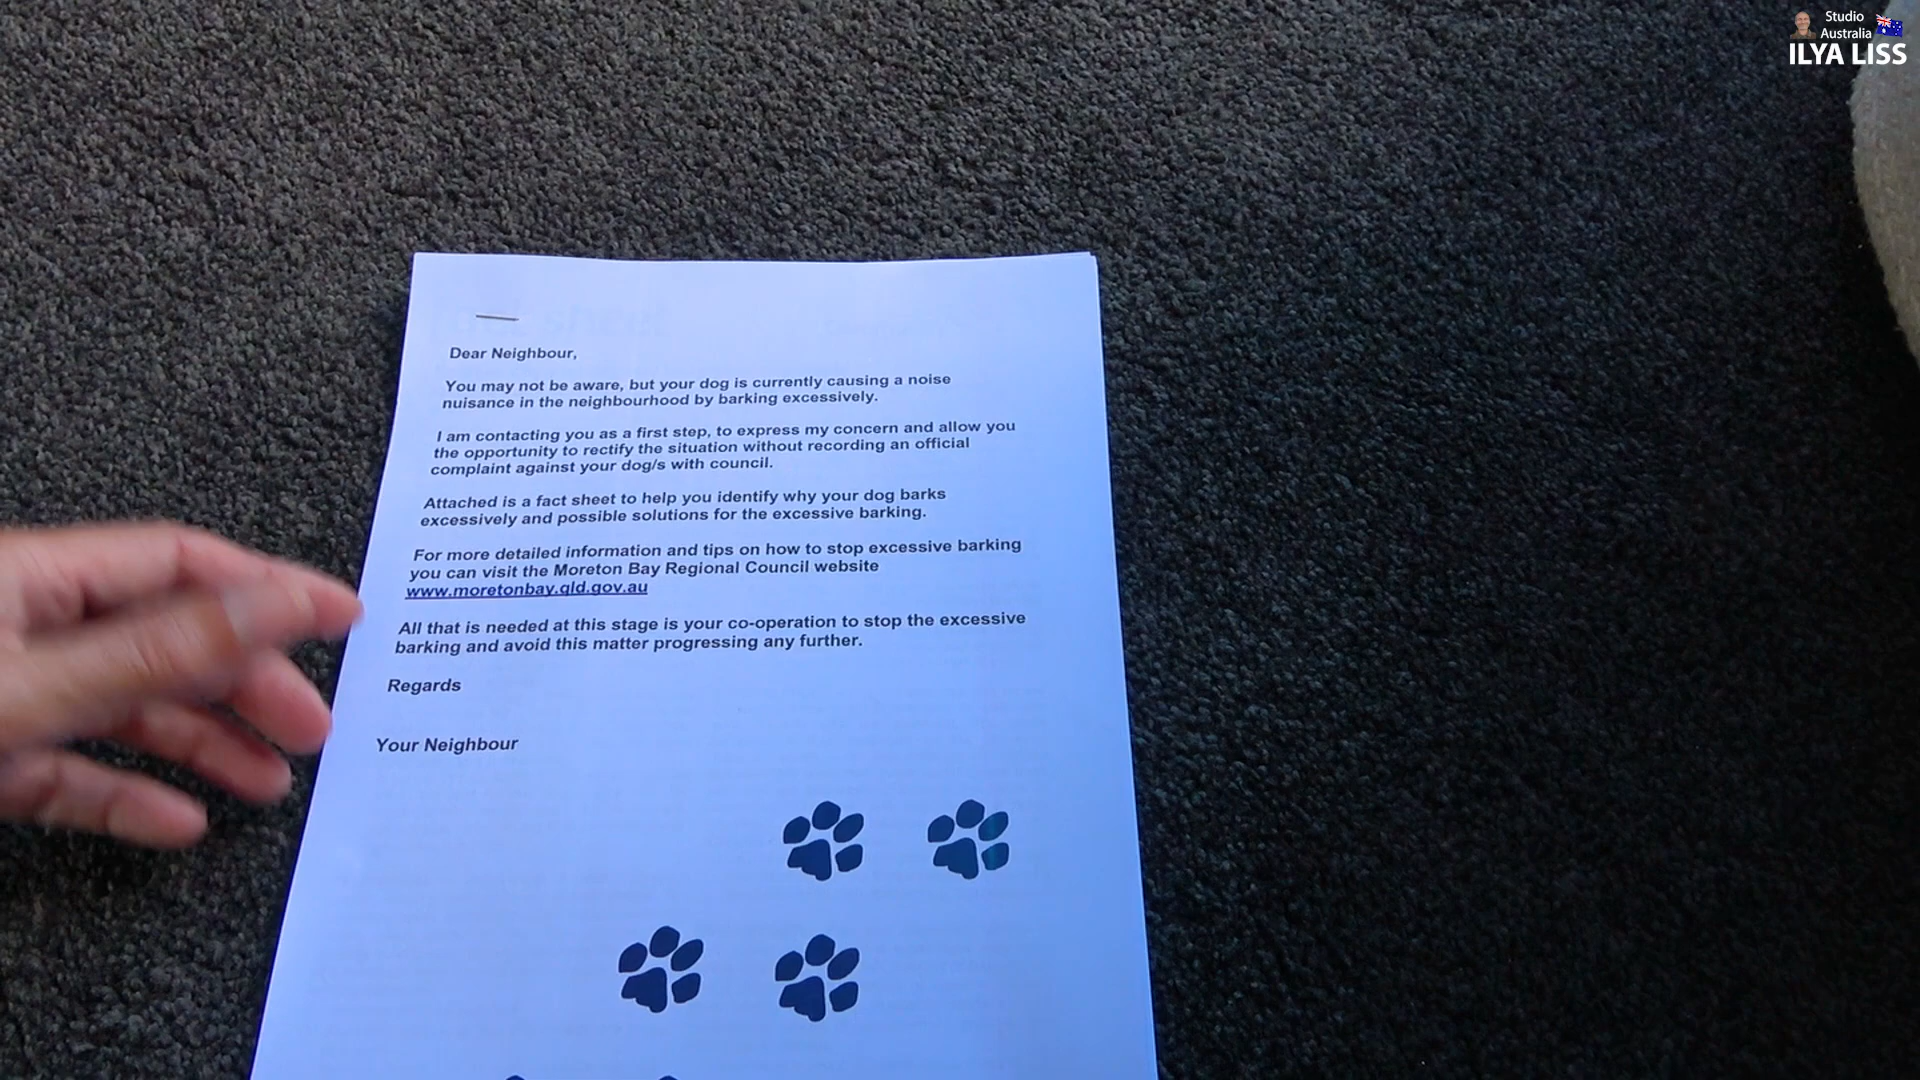 Studio
Australia
ILYA LISS
Dear Neighbour,
You may not be aware, but your dog is currently causing a noise
nuisance in the neighbourhood by barking excessively.
I am contacting you as a first step, to express my concern and allow you
the opportunity to rectify the situation without recording an official
complaint against your dog/s with council.
Attached is a fact sheet to help you identify why your dog barks
excessively and possible solutions for the excessive barking.
For more detailed information and tips on how to stop excessive barking
you can visit the Moreton Bay Regional Council website
www.moretonbay.qld.gov.au
All that is needed at this stage is your co-operation to stop the excessive
barking and avoid this matter progressing any further.
Regards
Your Neighbour